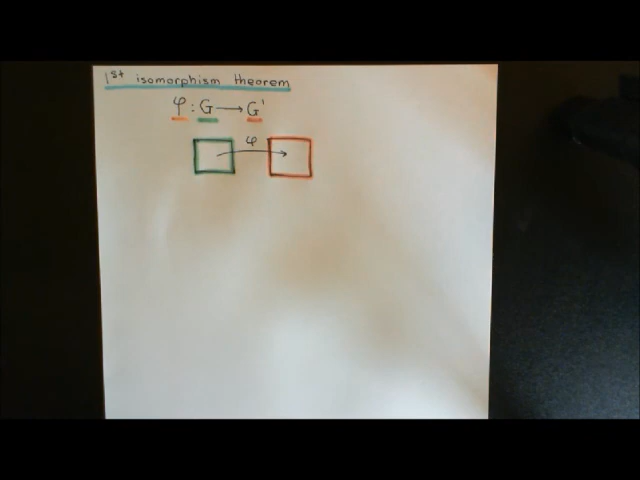 1st isomorphism theorem
φ : G → G'
φ